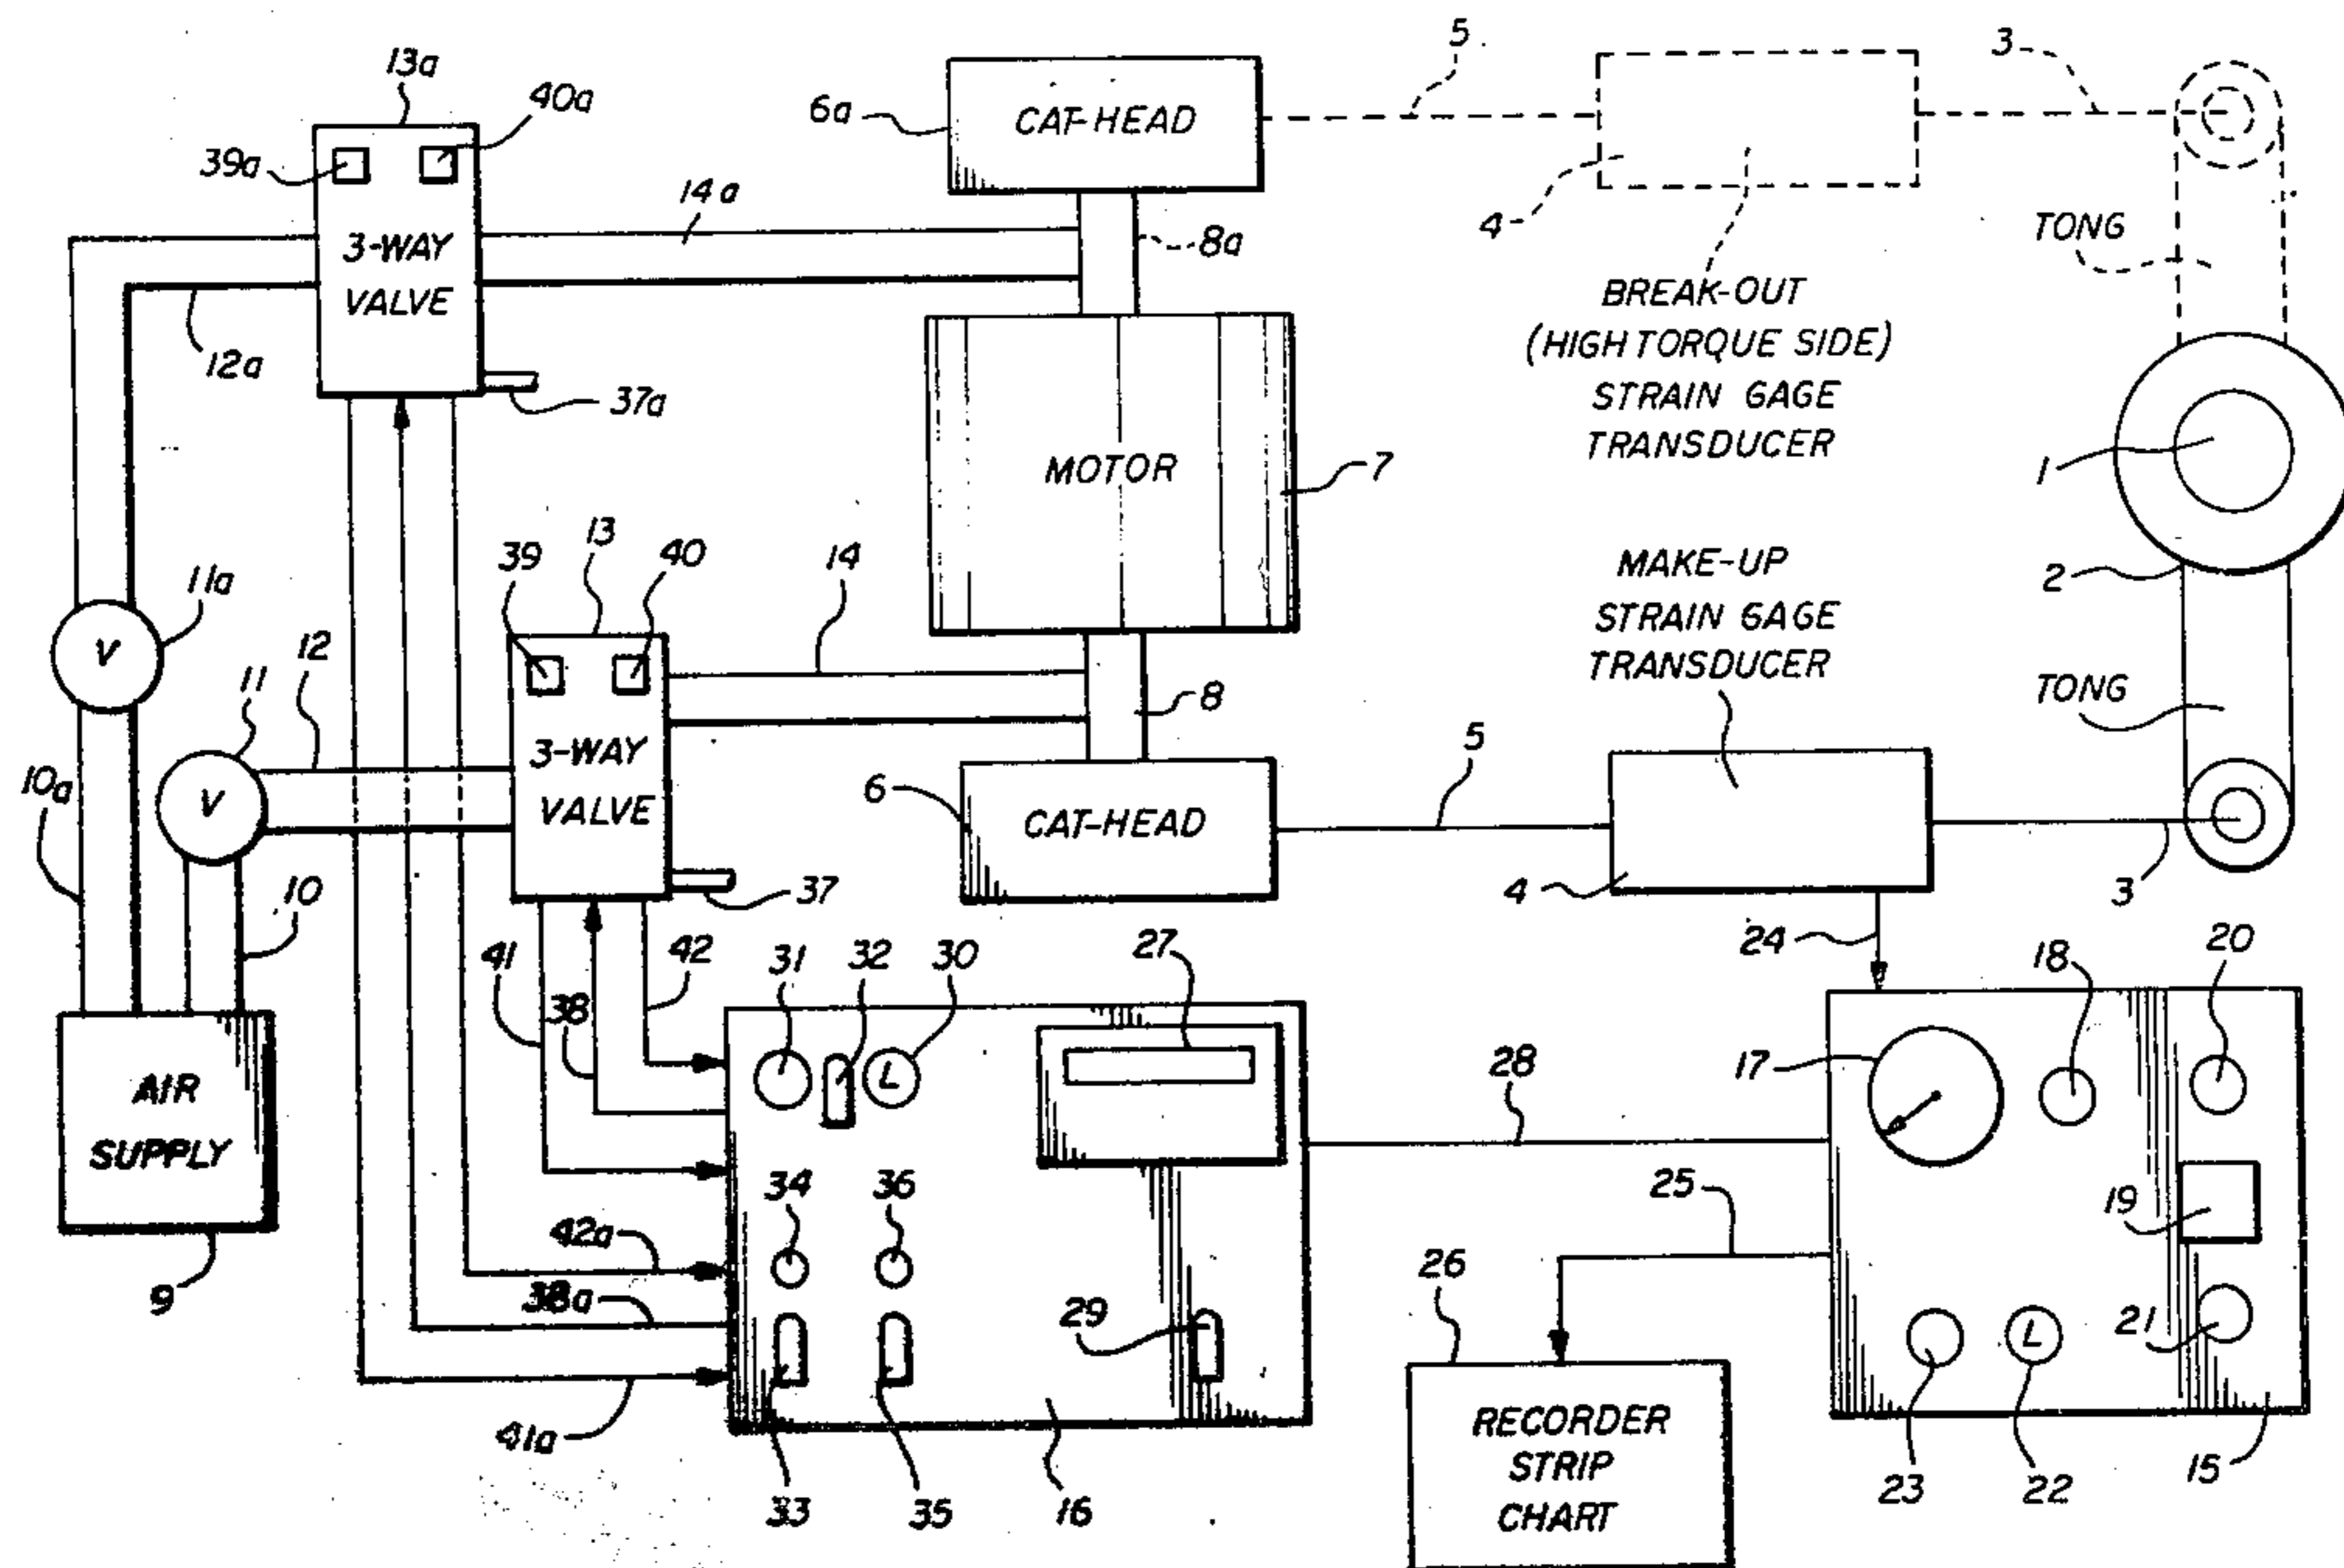 13a
40a
39a
3-WAY
VALVE
12a
37a
14a
6a
CAT-HEAD
8a
5
3
4
TONG
BREAK-OUT
(HIGH TORQUE SIDE)
STRAIN GAGE
TRANSDUCER
MOTOR
7
1
2
11a
V
10a
11
V
12
10
39
13
40
3-WAY
VALVE
14
8
37
6
CAT-HEAD
5
MAKE-UP
STRAIN GAGE
TRANSDUCER
4
TONG
3
24
AIR
SUPPLY
9
41
38
42
31
32
30
L
27
28
34
36
42a
38a
41a
33
35
29
16
18
20
17
19
21
25
26
RECORDER
STRIP
CHART
L
23
22
15